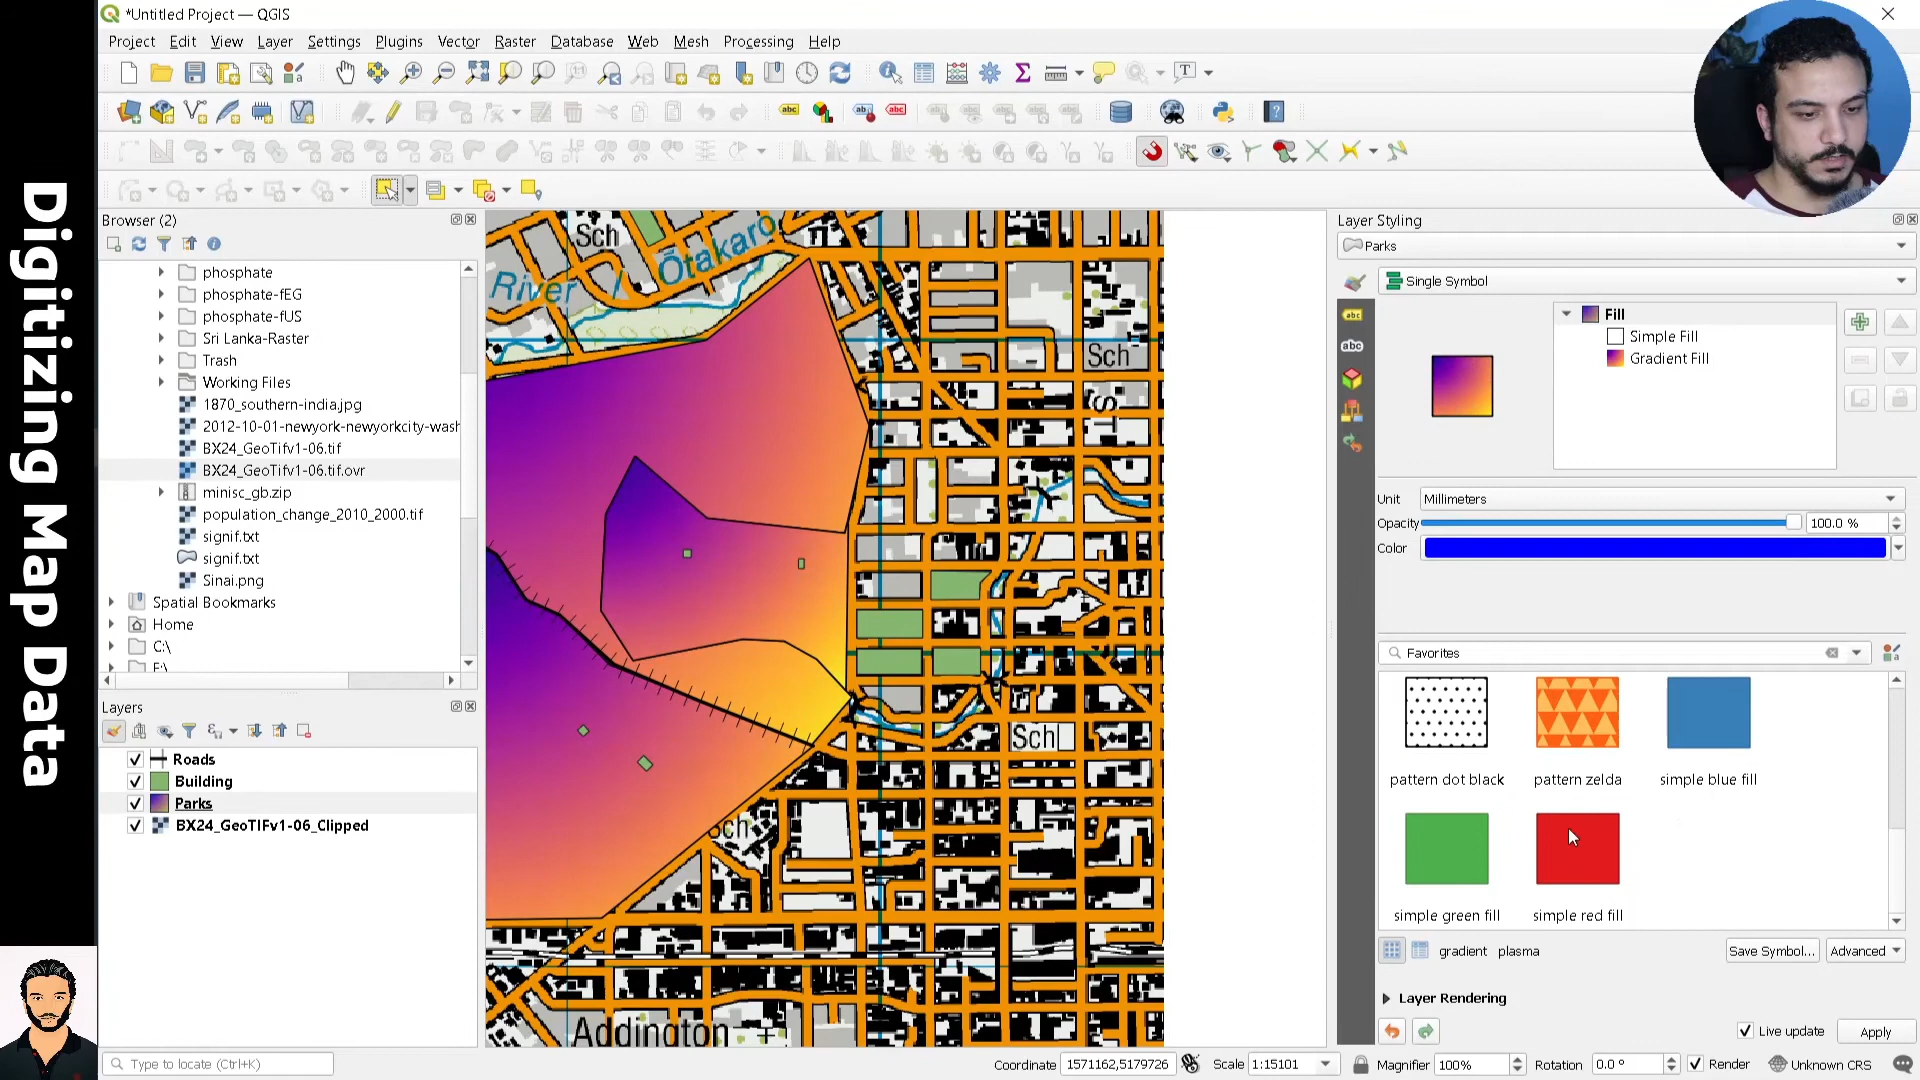 *Untitled Project — QGIS
Project Edit View Layer Settings Plugins Vector Raster Database Web Mesh Processing Help
Digitizing Map Data
Browser (2)
phosphate
phosphate-fEG
phosphate-fUS
Sri Lanka-Raster
Trash
Working Files
1870_southern-india.jpg
2012-10-01-newyork-newyorkcity-wash
BX24_GeoTifv1-06.tif
BX24_GeoTifv1-06.tif.ovr
minisc_gb.zip
population_change_2010_2000.tif
signif.txt
signif.txt
Sinai.png
Spatial Bookmarks
Home
C:\
E:\
Layers
Roads
Building
Parks
BX24_GeoTIFv1-06_Clipped
Type to locate (Ctrl+K)
Sch
River
Ōtakaro
Sch
ST
Sch
Sch
Addington
Layer Styling
Parks
Single Symbol
Fill
Simple Fill
Gradient Fill
Unit Millimeters
Opacity 100.0 %
Color
Favorites
pattern dot black
pattern zelda
simple blue fill
simple green fill
simple red fill
gradient plasma
Save Symbol...
Advanced
Layer Rendering
Live update
Apply
Coordinate 1571162,5179726
Scale 1:15101
Magnifier 100%
Rotation 0.0 °
Render
Unknown CRS